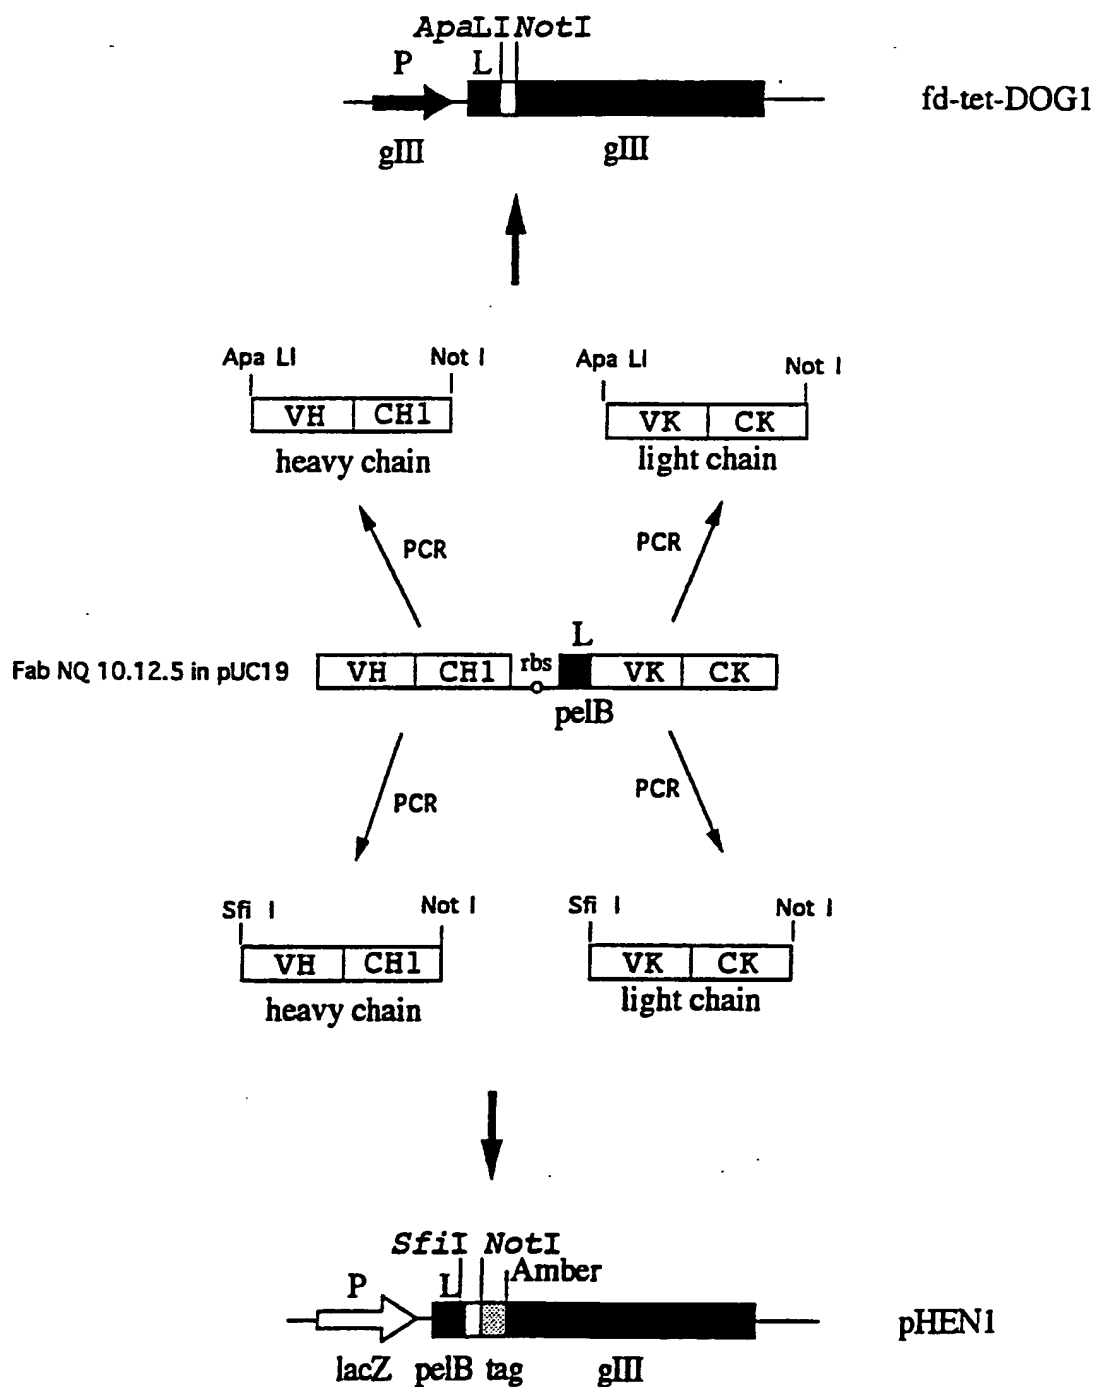 ApaLI NotI
P L
fd-tet-DOG1
gIII gIII
Apa LI Not I Apa LI Not I
VH CH1 VK CK
heavy chain light chain
PCR PCR
L
Fab NQ 10.12.5 in pUC19 VH CH1 rbs VK CK
pelB
PCR PCR
Sfi I Not I Sfi I Not I
VH CH1 VK CK
heavy chain light chain
SfiI NotI
P L Amber
pHEN1
lacZ pelB tag gIII